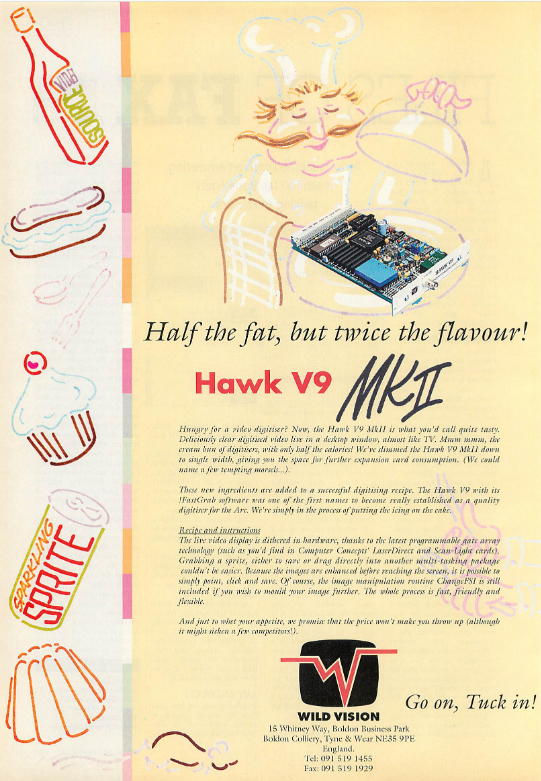 SOURCE
VIDIA
SPARKLING
SPRITE
HAWK V9
Half the fat, but twice the flavour!
Hawk V9 MKII
Hungry for a video digitiser? Now, the Hawk V9 MkII is what you'd call quite tasty.
Deliciously clear digitised video live in a desktop window, almost like TV. Mmm mmm, the
cream bun of digitisers, with only half the calories! We've slimmed the Hawk V9 MkII down
to single width, giving you the space for further expansion card consumption. (We could
name a few tempting morsels...).
These new ingredients are added to a successful digitising recipe. The Hawk V9 with its
!FastGrab software was one of the first names to become really established as a quality
digitiser for the Arc. We're simply in the process of putting the icing on the cake.
Recipe and instructions
The live video display is dithered in hardware, thanks to the latest programmable gate array
technology (such as you'd find in Computer Concepts' LaserDirect and Scan-Light cards).
Grabbing a sprite, either to save or drag directly into another multi-tasking package
couldn't be easier. Because the images are enhanced before reaching the screen, it is possible to
simply point, click and save. Of course, the image manipulation routine ChangeFSI is still
included if you wish to mould your image further. The whole process is fast, friendly and
flexible.
And just to whet your appetite, we promise that the price won't make you throw up (although
it might sicken a few competitors!).
WILD VISION
Go on, Tuck in!
15 Whitney Way, Boldon Business Park
Boldon Colliery, Tyne & Wear NE35 9PE
England.
Tel: 091 519 1455
Fax: 091 519 1929